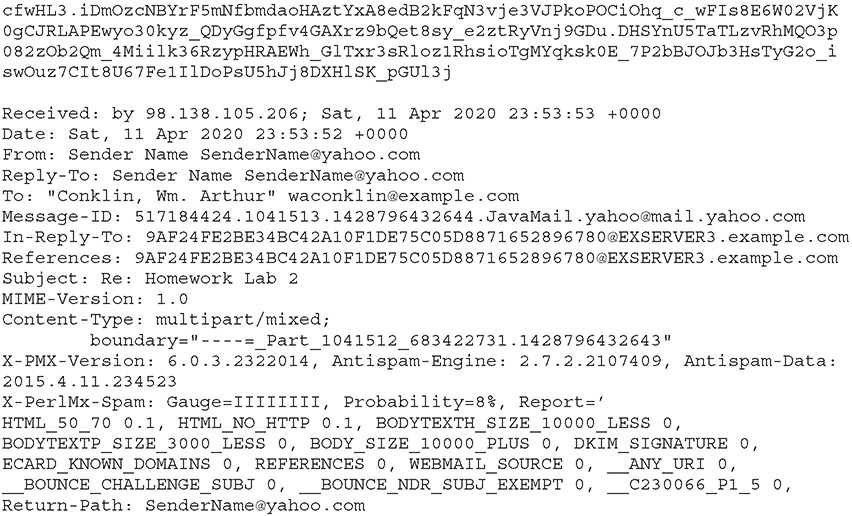 cfwHL3.iDmOzcNBYrF5mNfbmdaoHAztYxA8edB2kFqN3vje3VJPkoPOCiOhq_c_wFIs8E6W02VjK
0gCJRLAPEwyo30kyz_QDyGgfpfv4GAXrz9bQet8sy_e2ztRyVnj9GDu.DHSYnU5TaTLzvRhMQO3p
082zOb2Qm_4Miilk36RzypHRAEWh_GlTxr3sRloz1RhsioTgMYqksk0E_7P2bBJOJb3HsTyG2o_i
swOuz7CIt8U67Fe1IlDoPsU5hJj8DXHlSK_pGUl3j
Received: by 98.138.105.206; Sat, 11 Apr 2020 23:53:53 +0000
Date: Sat, 11 Apr 2020 23:53:52 +0000
From: Sender Name SenderName@yahoo.com
Reply-To: Sender Name SenderName@yahoo.com
To: "Conklin, Wm. Arthur" waconklin@example.com
Message-ID: 517184424.1041513.1428796432644.JavaMail.yahoo@mail.yahoo.com
In-Reply-To: 9AF24FE2BE34BC42A10F1DE75C05D8871652896780@EXSERVER3.example.com
References: 9AF24FE2BE34BC42A10F1DE75C05D8871652896780@EXSERVER3.example.com
Subject: Re: Homework Lab 2
MIME-Version: 1.0
Content-Type: multipart/mixed;
boundary="----=_Part_1041512_683422731.1428796432643"
X-PMX-Version: 6.0.3.2322014, Antispam-Engine: 2.7.2.2107409, Antispam-Data:
2015.4.11.234523
X-PerlMx-Spam: Gauge=IIIIIIII, Probability=8%, Report=’
HTML_50_70 0.1, HTML_NO_HTTP 0.1, BODYTEXTH_SIZE_10000_LESS 0,
BODYTEXTP_SIZE_3000_LESS 0, BODY_SIZE_10000_PLUS 0, DKIM_SIGNATURE 0,
ECARD_KNOWN_DOMAINS 0, REFERENCES 0, WEBMAIL_SOURCE 0, __ANY_URI 0,
__BOUNCE_CHALLENGE_SUBJ 0, __BOUNCE_NDR_SUBJ_EXEMPT 0, __C230066_P1_5 0,
Return-Path: SenderName@yahoo.com